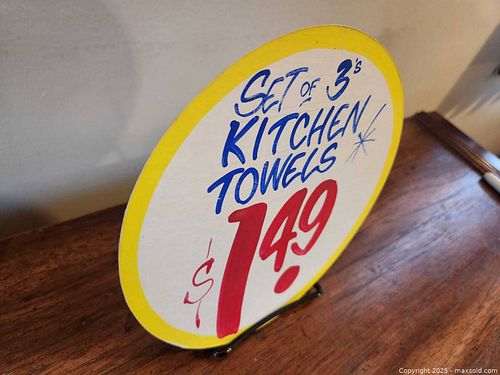 SET OF 3's
KITCHEN
TOWELS
$1.49
Copyright 2025 - maxsold.com